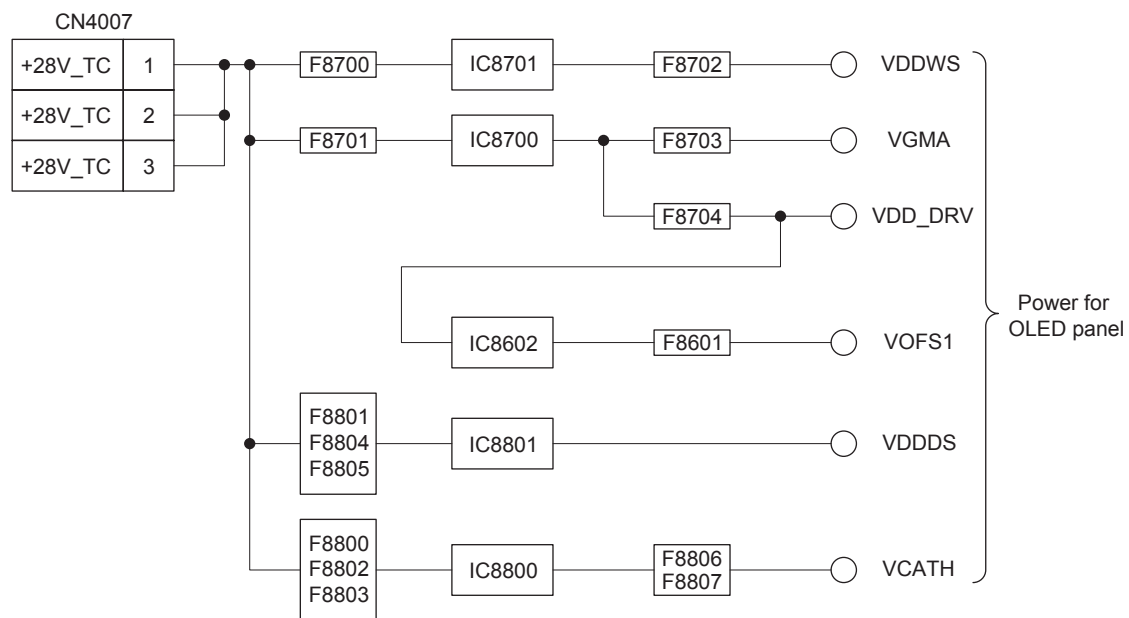 CN4007
+28V_TC 1
+28V_TC 2
+28V_TC 3
F8700 IC8701 F8702 VDDWS
F8701 IC8700 F8703 VGMA
F8704 VDD_DRV
IC8602 F8601 VOFS1
F8801
F8804
F8805
IC8801 VDDDS
F8800
F8802
F8803
IC8800
F8806
F8807
VCATH
Power for
OLED panel